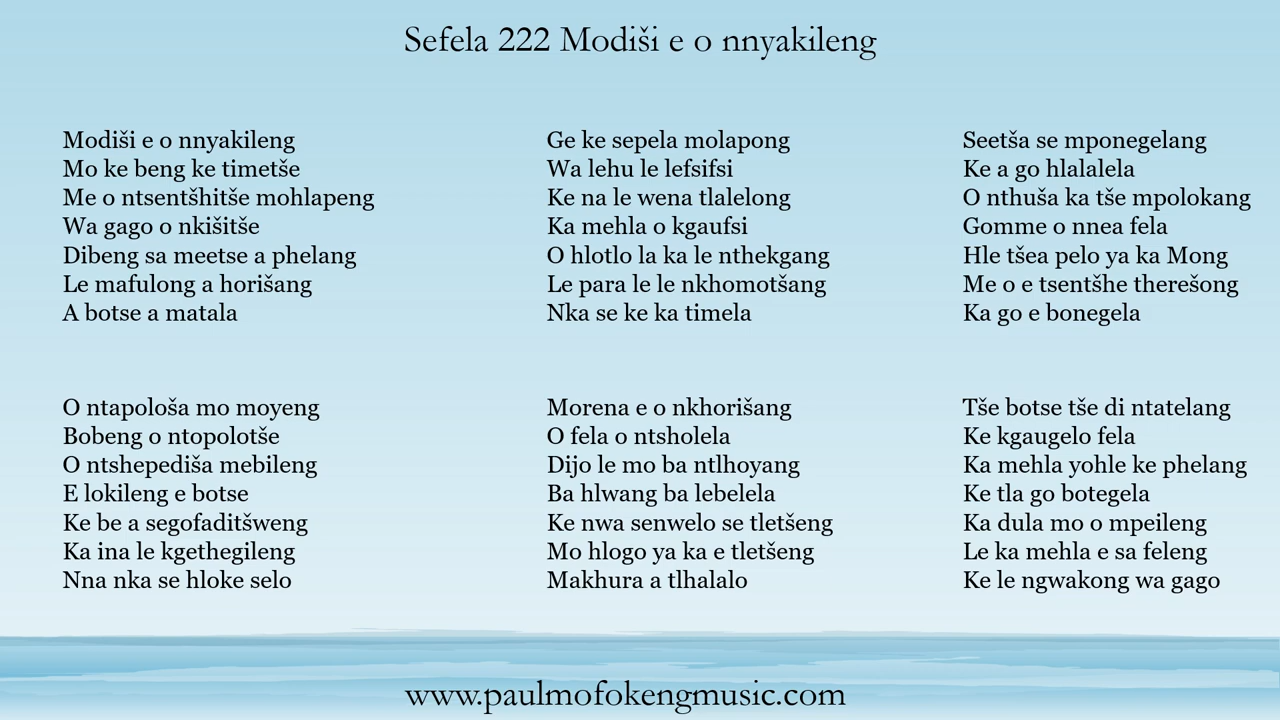 Sefela 222 Modiši e o nnyakileng
Modiši e o nnyakileng
Mo ke beng ke timetše
Me o ntsentšhitše mohlapeng
Wa gago o nkišitše
Dibeng sa meetse a phelang
Le mafulong a horišang
A botse a matala
O ntapološa mo moyeng
Bobeng o ntopolotše
O ntshepediša mebileng
E lokileng e botse
Ke be a segofaditšweng
Ka ina le kgethegileng
Nna nka se hloke selo
Ge ke sepela molapong
Wa lehu le lefsifsi
Ke na le wena tlalelong
Ka mehla o kgaufsi
O hlotlo la ka le nthekgang
Le para le le nkhomotšang
Nka se ke ka timela
Morena e o nkhorišang
O fela o ntsholela
Dijo le mo ba ntlhoyang
Ba hlwang ba lebelela
Ke nwa senwelo se tletšeng
Mo hlogo ya ka e tletšeng
Makhura a tlhalalo
Seetša se mponegelang
Ke a go hlalalela
O nthuša ka tše mpolokang
Gomme o nnea fela
Hle tšea pelo ya ka Mong
Me o e tsentšhe therešong
Ka go e bonegela
Tše botse tše di ntatelang
Ke kgaugelo fela
Ka mehla yohle ke phelang
Ke tla go botegela
Ka dula mo o mpeileng
Le ka mehla e sa feleng
Ke le ngwakong wa gago
www.paulmofokengmusic.com